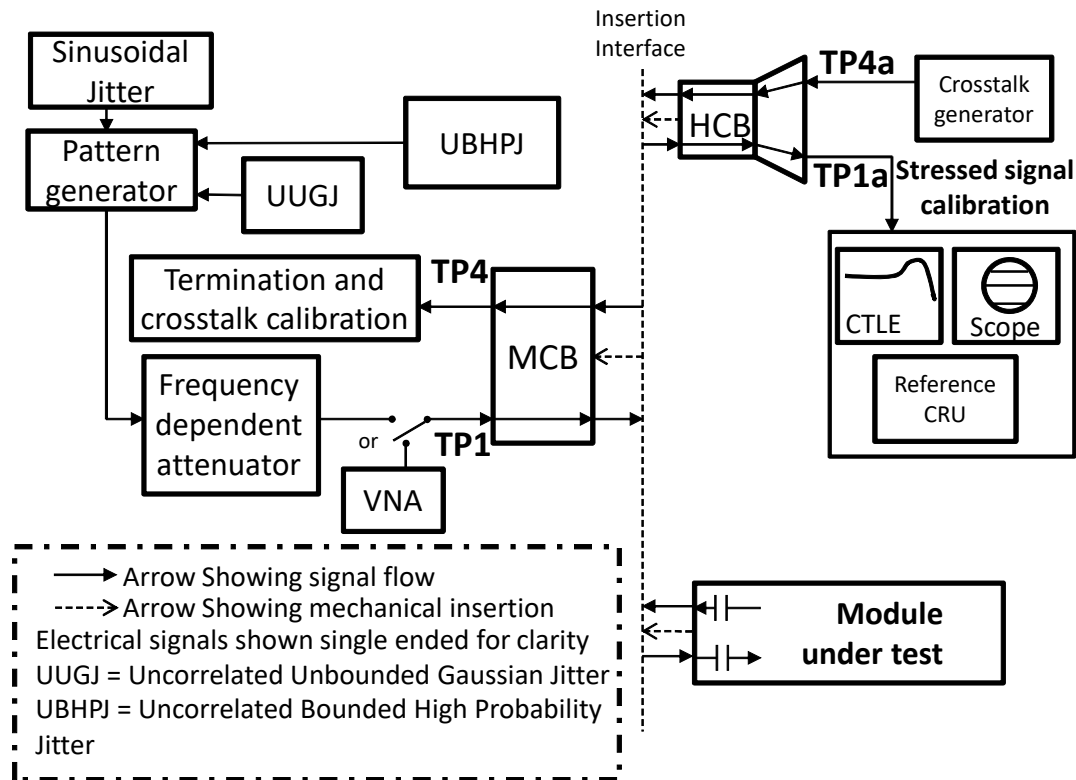 Insertion
Interface
Sinusoidal
Jitter
Pattern
generator
UBHPJ
UUGJ
TP4a
HCB
Crosstalk
generator
TP1a
Stressed signal
calibration
CTLE
Scope
Reference
CRU
Termination and
crosstalk calibration
TP4
MCB
Frequency
dependent
attenuator
or
TP1
VNA
Arrow Showing signal flow
Arrow Showing mechanical insertion
Electrical signals shown single ended for clarity
UUGJ = Uncorrelated Unbounded Gaussian Jitter
UBHPJ = Uncorrelated Bounded High Probability
Jitter
Module
under test